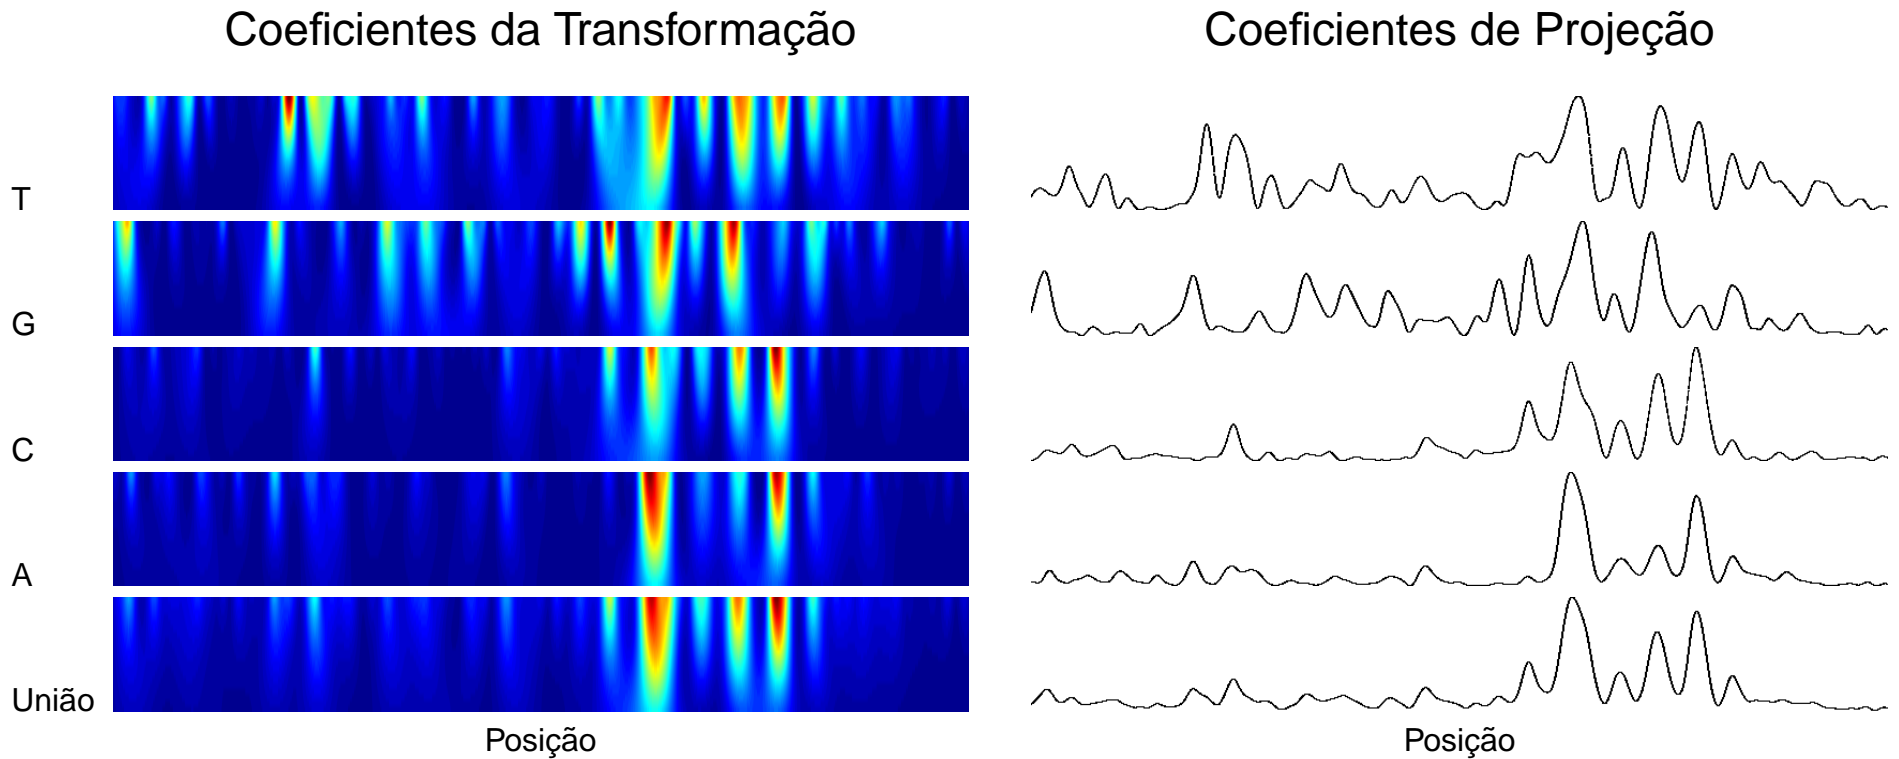 Coeficientes da Transformação
Coeficientes de Projeção
T
G
C
A
União
Posição
Posição